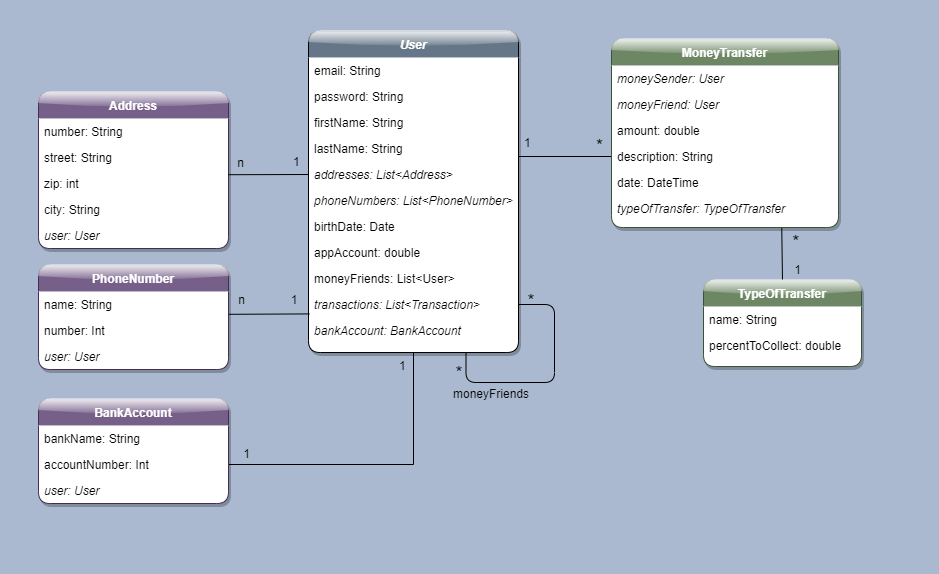 User
email: String
password: String
firstName: String
lastName: String
addresses: List<Address>
phoneNumbers: List<PhoneNumber>
birthDate: Date
appAccount: double
moneyFriends: List<User>
transactions: List<Transaction>
bankAccount: BankAccount
MoneyTransfer
moneySender: User
moneyFriend: User
amount: double
description: String
date: DateTime
typeOfTransfer: TypeOfTransfer
Address
number: String
street: String
zip: int
city: String
user: User
n
1
1
*
PhoneNumber
name: String
number: Int
user: User
n
1
*
1
TypeOfTransfer
name: String
percentToCollect: double
*
*
moneyFriends
1
1
BankAccount
bankName: String
accountNumber: Int
user: User